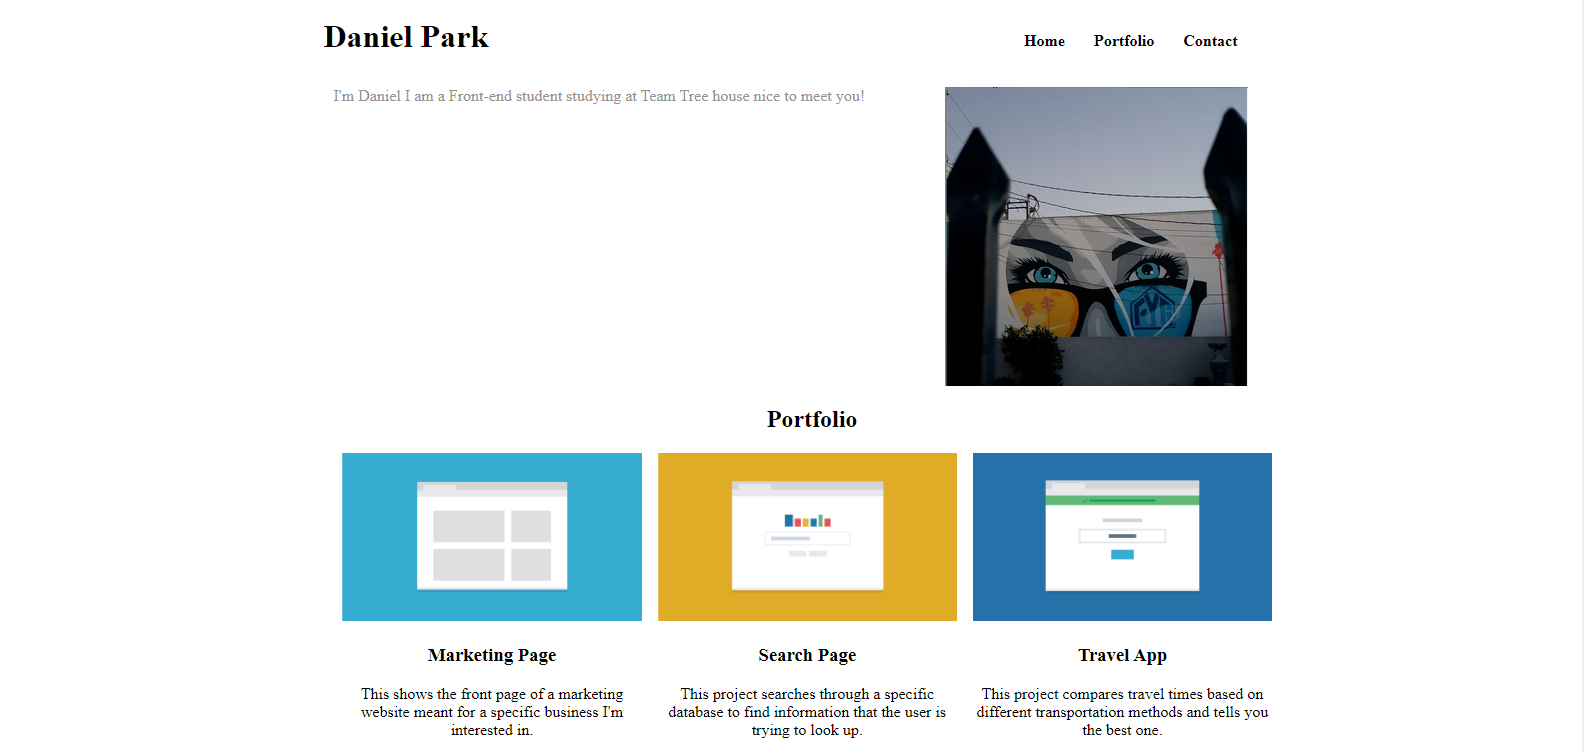 Daniel Park
Home Portfolio Contact
I'm Daniel I am a Front-end student studying at Team Tree house nice to meet you!
Portfolio
Marketing Page
This shows the front page of a marketing
website meant for a specific business I'm
interested in.
Search Page
This project searches through a specific
database to find information that the user is
trying to look up.
Travel App
This project compares travel times based on
different transportation methods and tells you
the best one.